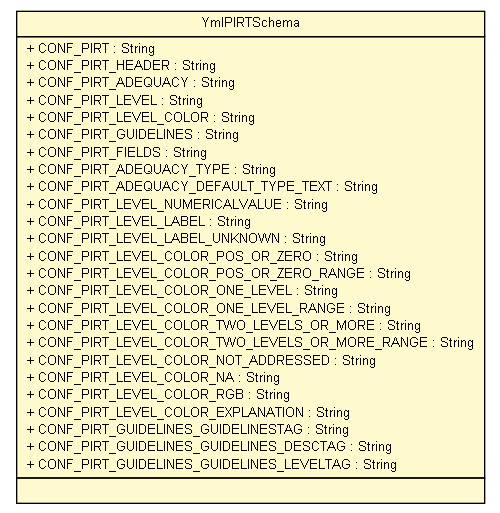 YmlPIRTSchema
+ CONF_PIRT : String
+ CONF_PIRT_HEADER : String
+ CONF_PIRT_ADEQUACY : String
+ CONF_PIRT_LEVEL : String
+ CONF_PIRT_LEVEL_COLOR : String
+ CONF_PIRT_GUIDELINES : String
+ CONF_PIRT_FIELDS : String
+ CONF_PIRT_ADEQUACY_TYPE : String
+ CONF_PIRT_ADEQUACY_DEFAULT_TYPE_TEXT : String
+ CONF_PIRT_LEVEL_NUMERICALVALUE : String
+ CONF_PIRT_LEVEL_LABEL : String
+ CONF_PIRT_LEVEL_LABEL_UNKNOWN : String
+ CONF_PIRT_LEVEL_COLOR_POS_OR_ZERO : String
+ CONF_PIRT_LEVEL_COLOR_POS_OR_ZERO_RANGE : String
+ CONF_PIRT_LEVEL_COLOR_ONE_LEVEL : String
+ CONF_PIRT_LEVEL_COLOR_ONE_LEVEL_RANGE : String
+ CONF_PIRT_LEVEL_COLOR_TWO_LEVELS_OR_MORE : String
+ CONF_PIRT_LEVEL_COLOR_TWO_LEVELS_OR_MORE_RANGE : String
+ CONF_PIRT_LEVEL_COLOR_NOT_ADDRESSED : String
+ CONF_PIRT_LEVEL_COLOR_NA : String
+ CONF_PIRT_LEVEL_COLOR_RGB : String
+ CONF_PIRT_LEVEL_COLOR_EXPLANATION : String
+ CONF_PIRT_GUIDELINES_GUIDELINESTAG : String
+ CONF_PIRT_GUIDELINES_GUIDELINES_DESCTAG : String
+ CONF_PIRT_GUIDELINES_GUIDELINES_LEVELTAG : String